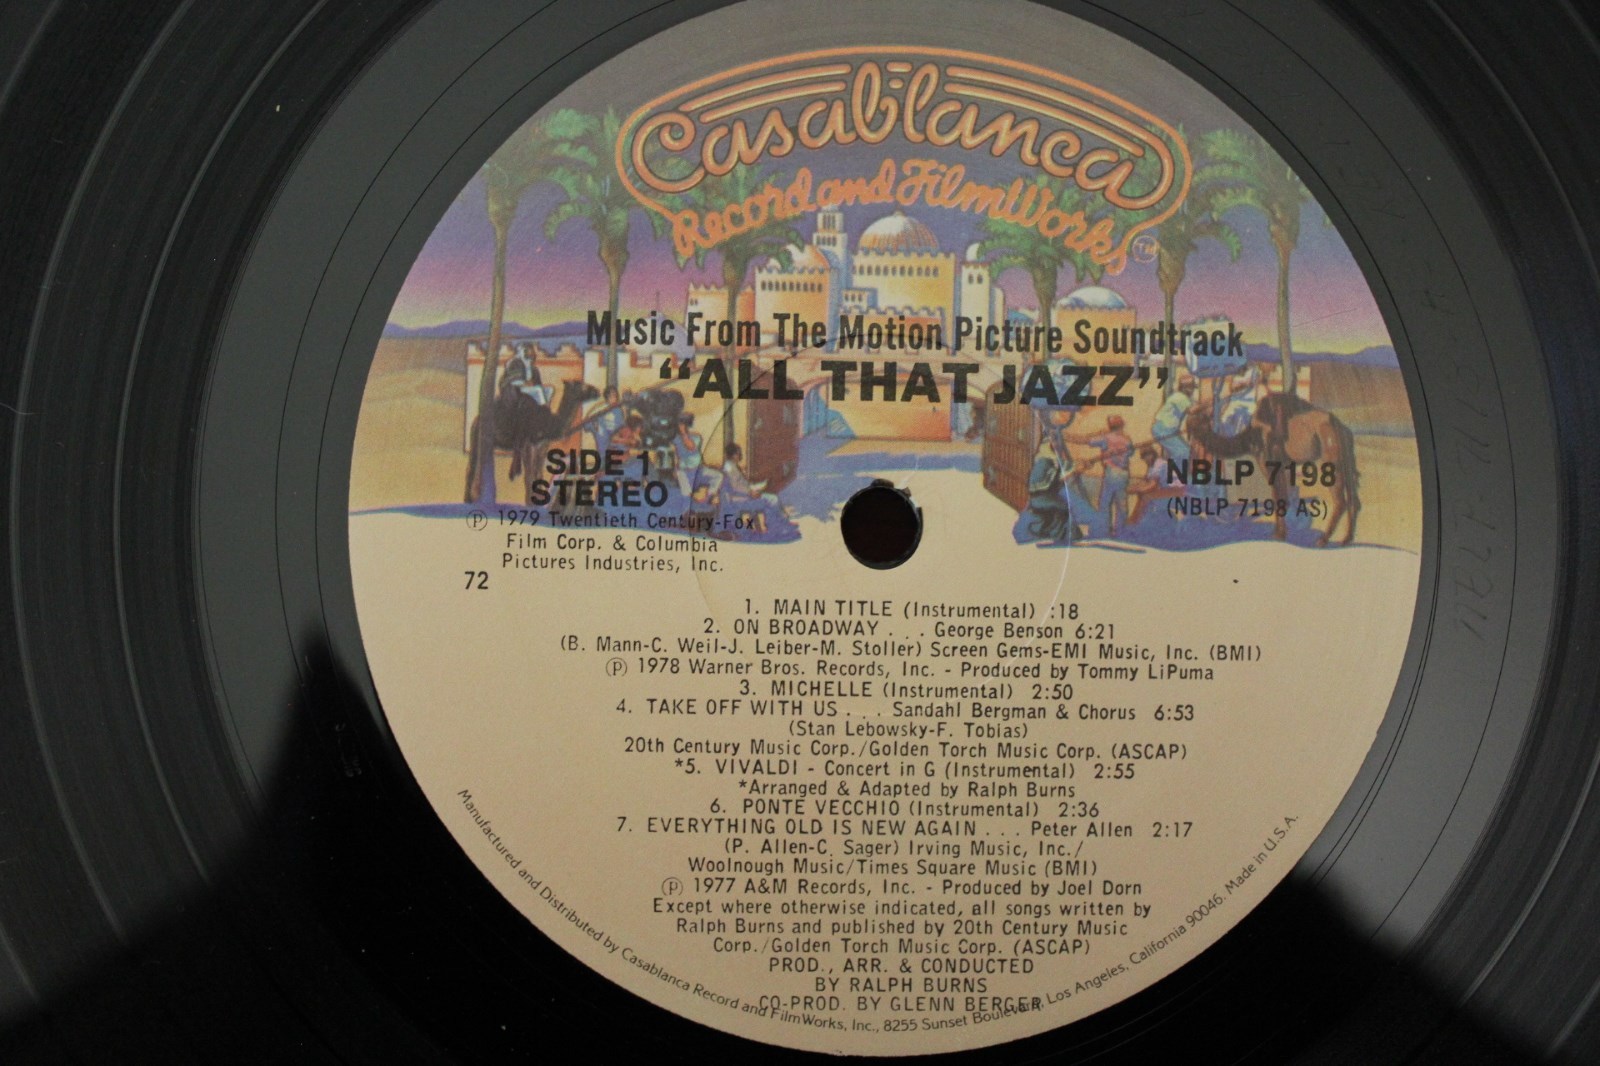 Casablanca
Record and FilmWorks TM
Music From The Motion Picture Soundtrack
“ALL THAT JAZZ”
SIDE 1
STEREO
℗ 1979 Twentieth Century-Fox
Film Corp. & Columbia
Pictures Industries, Inc.
72
NBLP 7198
(NBLP 7198 AS)
1. MAIN TITLE (Instrumental) :18
2. ON BROADWAY . . . George Benson 6:21
(B. Mann-C. Weil-J. Leiber-M. Stoller) Screen Gems-EMI Music, Inc. (BMI)
℗ 1978 Warner Bros. Records, Inc. - Produced by Tommy LiPuma
3. MICHELLE (Instrumental) 2:50
4. TAKE OFF WITH US . . . Sandahl Bergman & Chorus 6:53
(Stan Lebowsky-F. Tobias)
20th Century Music Corp./Golden Torch Music Corp. (ASCAP)
*5. VIVALDI - Concert in G (Instrumental) 2:55
*Arranged & Adapted by Ralph Burns
6. PONTE VECCHIO (Instrumental) 2:36
7. EVERYTHING OLD IS NEW AGAIN . . . Peter Allen 2:17
(P. Allen-C. Sager) Irving Music, Inc./
Woolnough Music/Times Square Music (BMI)
℗ 1977 A&M Records, Inc. - Produced by Joel Dorn
Except where otherwise indicated, all songs written by
Ralph Burns and published by 20th Century Music
Corp./Golden Torch Music Corp. (ASCAP)
PROD., ARR. & CONDUCTED
BY RALPH BURNS
CO-PROD. BY GLENN BERGER
Manufactured and Distributed by Casablanca Record and FilmWorks, Inc., 8255 Sunset Boulevard, Los Angeles, California 90046. Made in U.S.A.